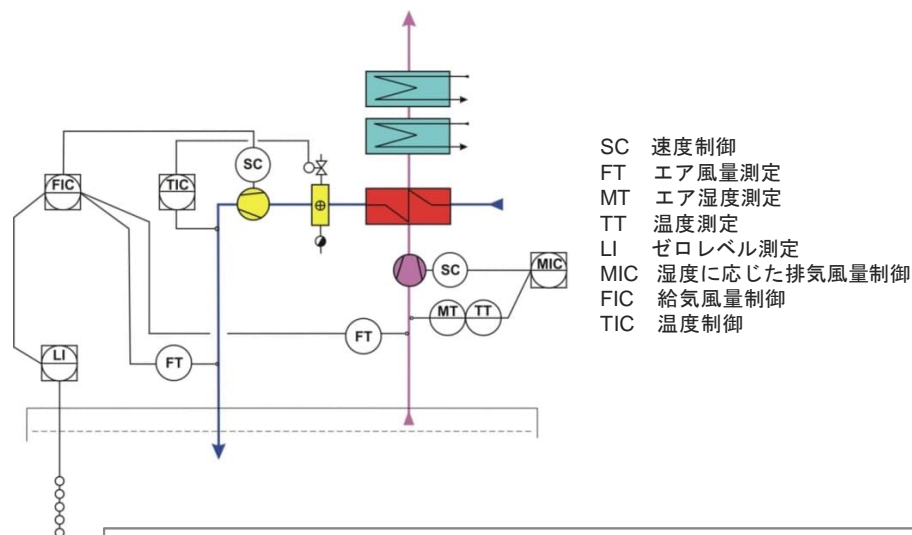 SC
FIC
TIC
SC
MIC
MT
TT
FT
LI
FT
SC 速度制御
FT エア風量測定
MT エア湿度測定
TT 温度測定
LI ゼロレベル測定
MIC 湿度に応じた排気風量制御
FIC 給気風量制御
TIC 温度制御